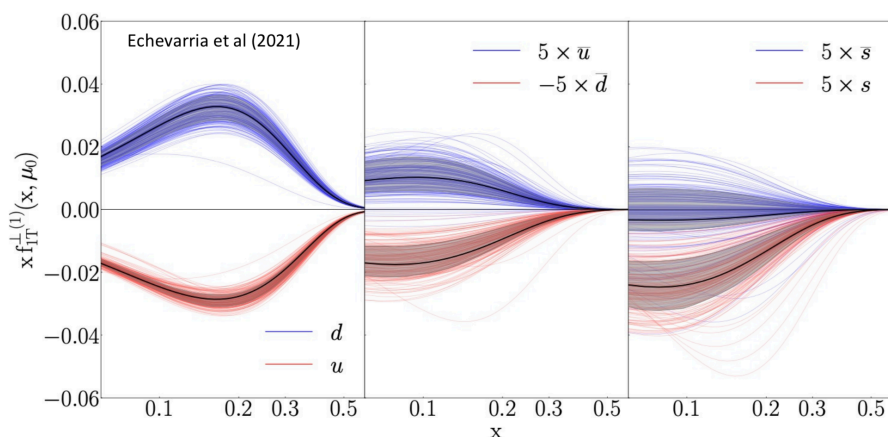 Echevarria et al (2021)
x f_{1T}^{⊥(1)}(x, μ₀)
0.06
0.04
0.02
0.00
−0.02
−0.04
−0.06
d
u
5 × u̅
−5 × d̅
5 × s̅
5 × s
0.1 0.2 0.3 0.5
0.1 0.2 0.3 0.5
0.1 0.2 0.3 0.5
x